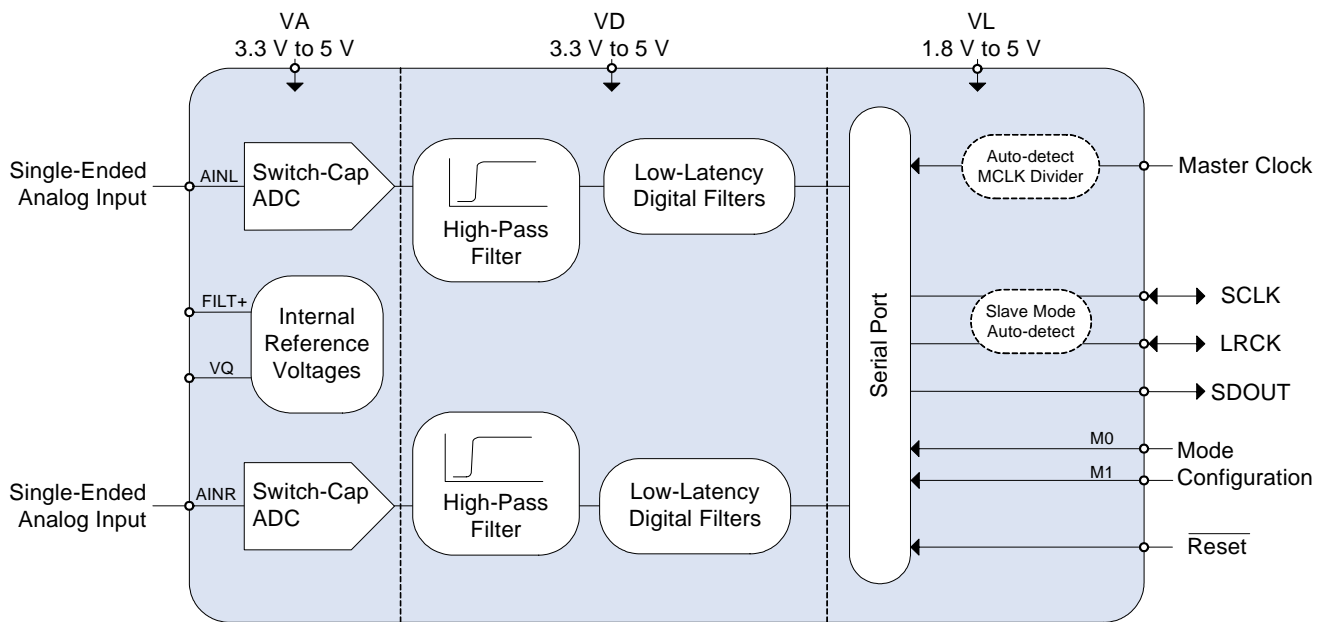 VA
3.3 V to 5 V
VD
3.3 V to 5 V
VL
1.8 V to 5 V
Single-Ended
Analog Input
AINL
Switch-Cap
ADC
High-Pass
Filter
Low-Latency
Digital Filters
Auto-detect
MCLK Divider
Master Clock
FILT+
VQ
Internal
Reference
Voltages
Serial Port
Slave Mode
Auto-detect
SCLK
LRCK
SDOUT
M0
M1
Mode
Configuration
Single-Ended
Analog Input
AINR
Switch-Cap
ADC
High-Pass
Filter
Low-Latency
Digital Filters
Reset